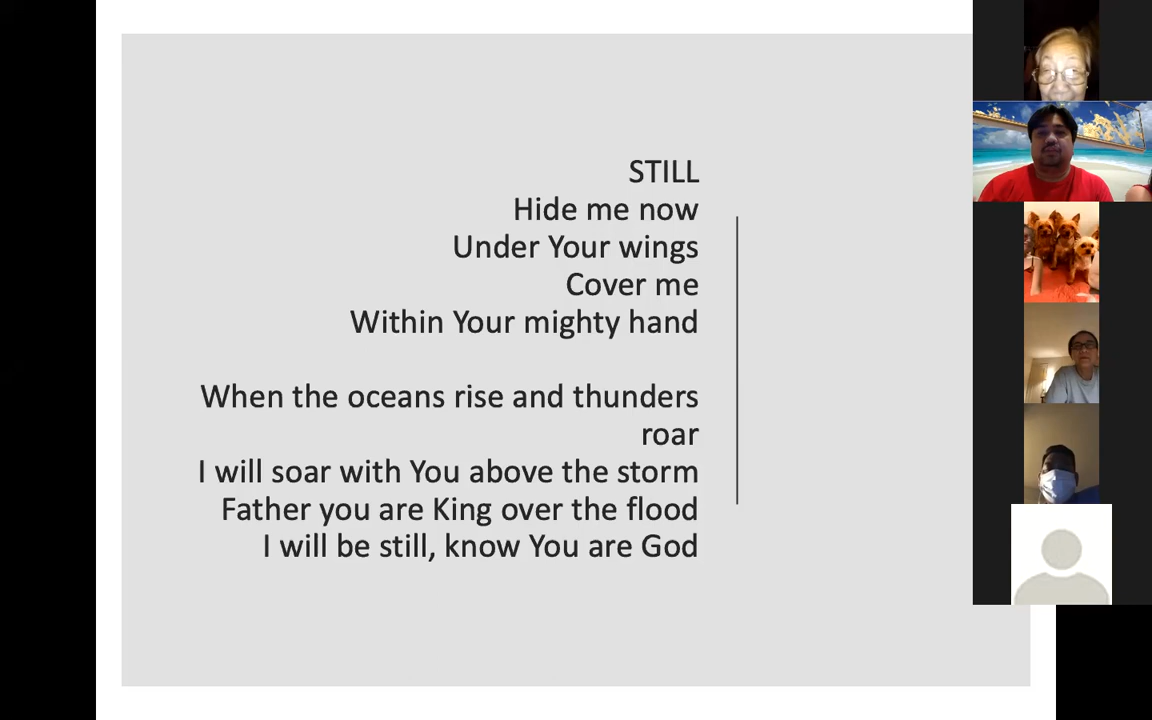 STILL
Hide me now
Under Your wings
Cover me
Within Your mighty hand
When the oceans rise and thunders
roar
I will soar with You above the storm
Father you are King over the flood
I will be still, know You are God